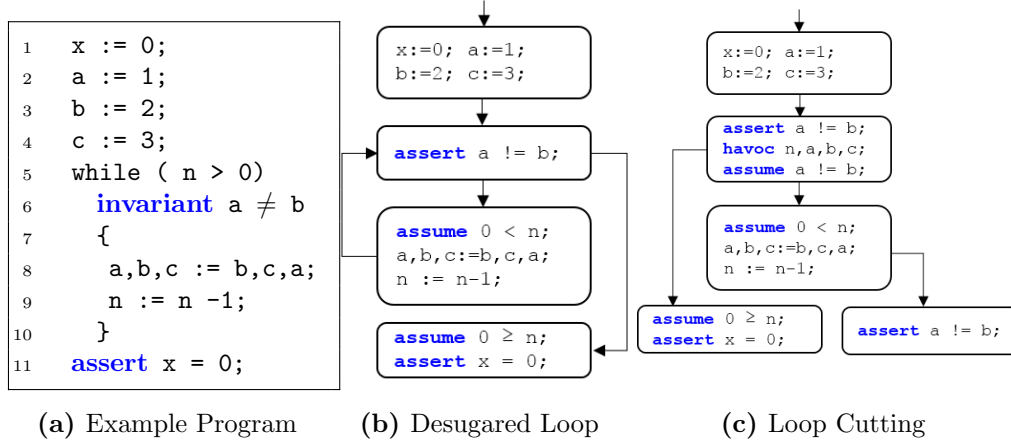 1 x := 0;
2 a := 1;
3 b := 2;
4 c := 3;
5 while ( n > 0)
6 invariant a ≠ b
7 {
8 a,b,c := b,c,a;
9 n := n -1;
10 }
11 assert x = 0;
(a) Example Program
x:=0; a:=1;
b:=2; c:=3;
assert a != b;
assume 0 < n;
a,b,c:=b,c,a;
n := n-1;
assume 0 ≥ n;
assert x = 0;
(b) Desugared Loop
x:=0; a:=1;
b:=2; c:=3;
assert a != b;
havoc n,a,b,c;
assume a != b;
assume 0 < n;
a,b,c:=b,c,a;
n := n-1;
assume 0 ≥ n;
assert x = 0;
assert a != b;
(c) Loop Cutting